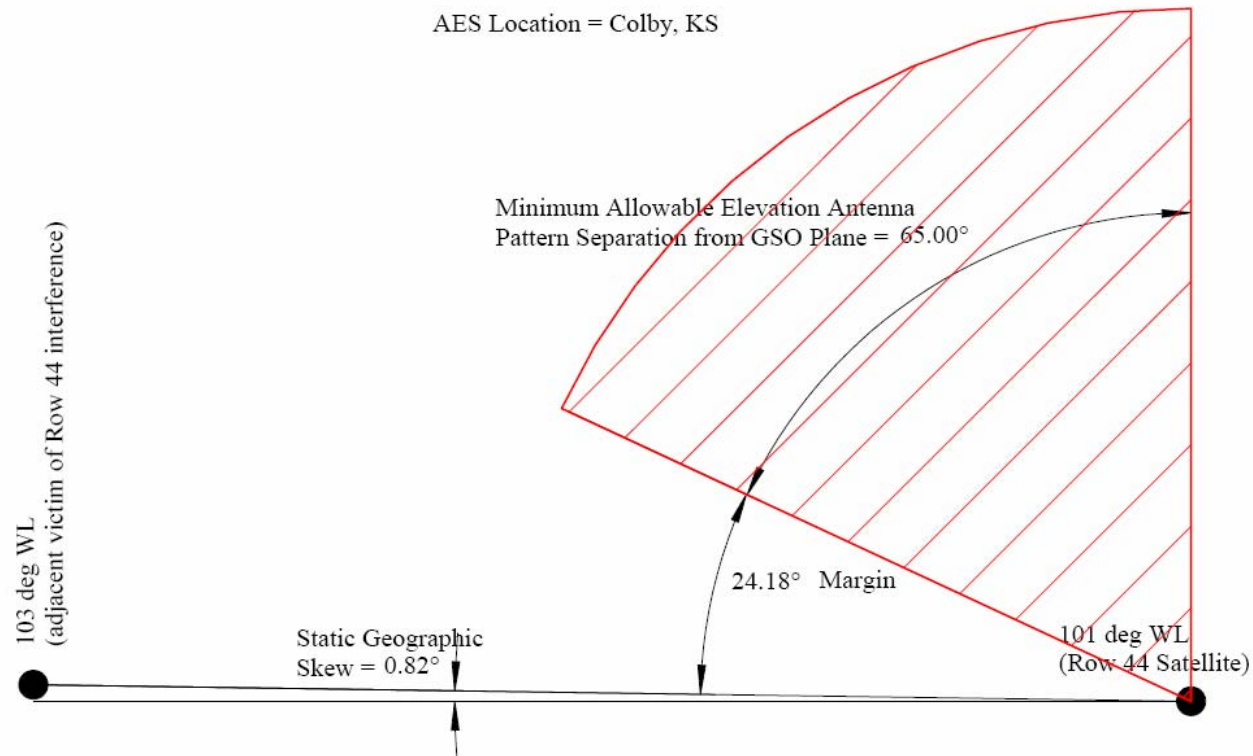 AES Location = Colby, KS
Minimum Allowable Elevation Antenna
Pattern Separation from GSO Plane = 65.00°
103 deg WL
(adjacent victim of Row 44 interference)
24.18° Margin
Static Geographic
Skew = 0.82°
101 deg WL
(Row 44 Satellite)